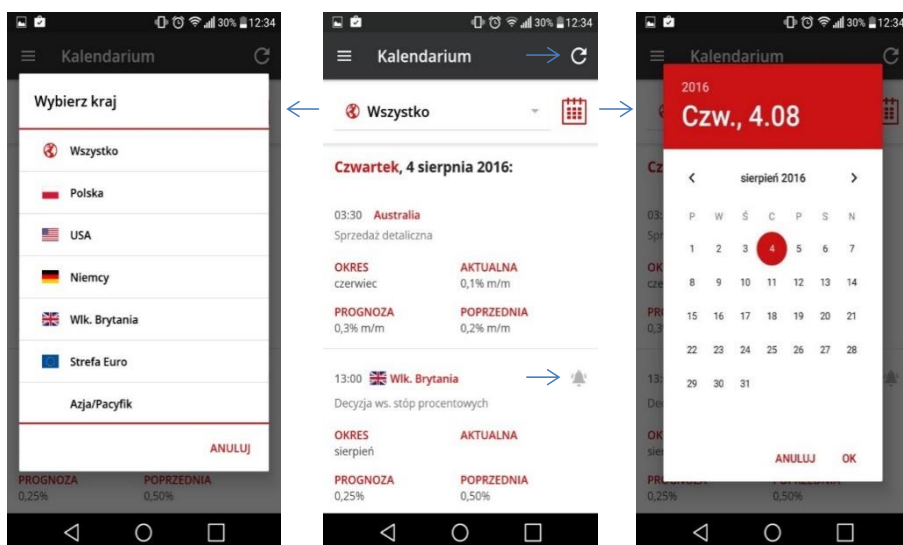 30% 12:34
Kalendarium
Wybierz kraj
Wszystko
Polska
USA
Niemcy
Wlk. Brytania
Strefa Euro
Azja/Pacyfik
ANULUJ
PROGNOZA POPRZEDNIA
0,25% 0,50%
30% 12:34
Kalendarium
Wszystko
Czwartek, 4 sierpnia 2016:
03:30 Australia
Sprzedaż detaliczna
OKRES AKTUALNA
czerwiec 0,1% m/m
PROGNOZA POPRZEDNIA
0,3% m/m 0,2% m/m
13:00 Wlk. Brytania
Decyzja ws. stóp procentowych
OKRES AKTUALNA
sierpień
PROGNOZA POPRZEDNIA
0,25% 0,50%
30% 12:34
Kalendarium
2016
Czw., 4.08
sierpień 2016
P W Ś C P S N
1 2 3 4 5 6 7
8 9 10 11 12 13 14
15 16 17 18 19 20 21
22 23 24 25 26 27 28
29 30 31
ANULUJ OK
0,25% 0,50%